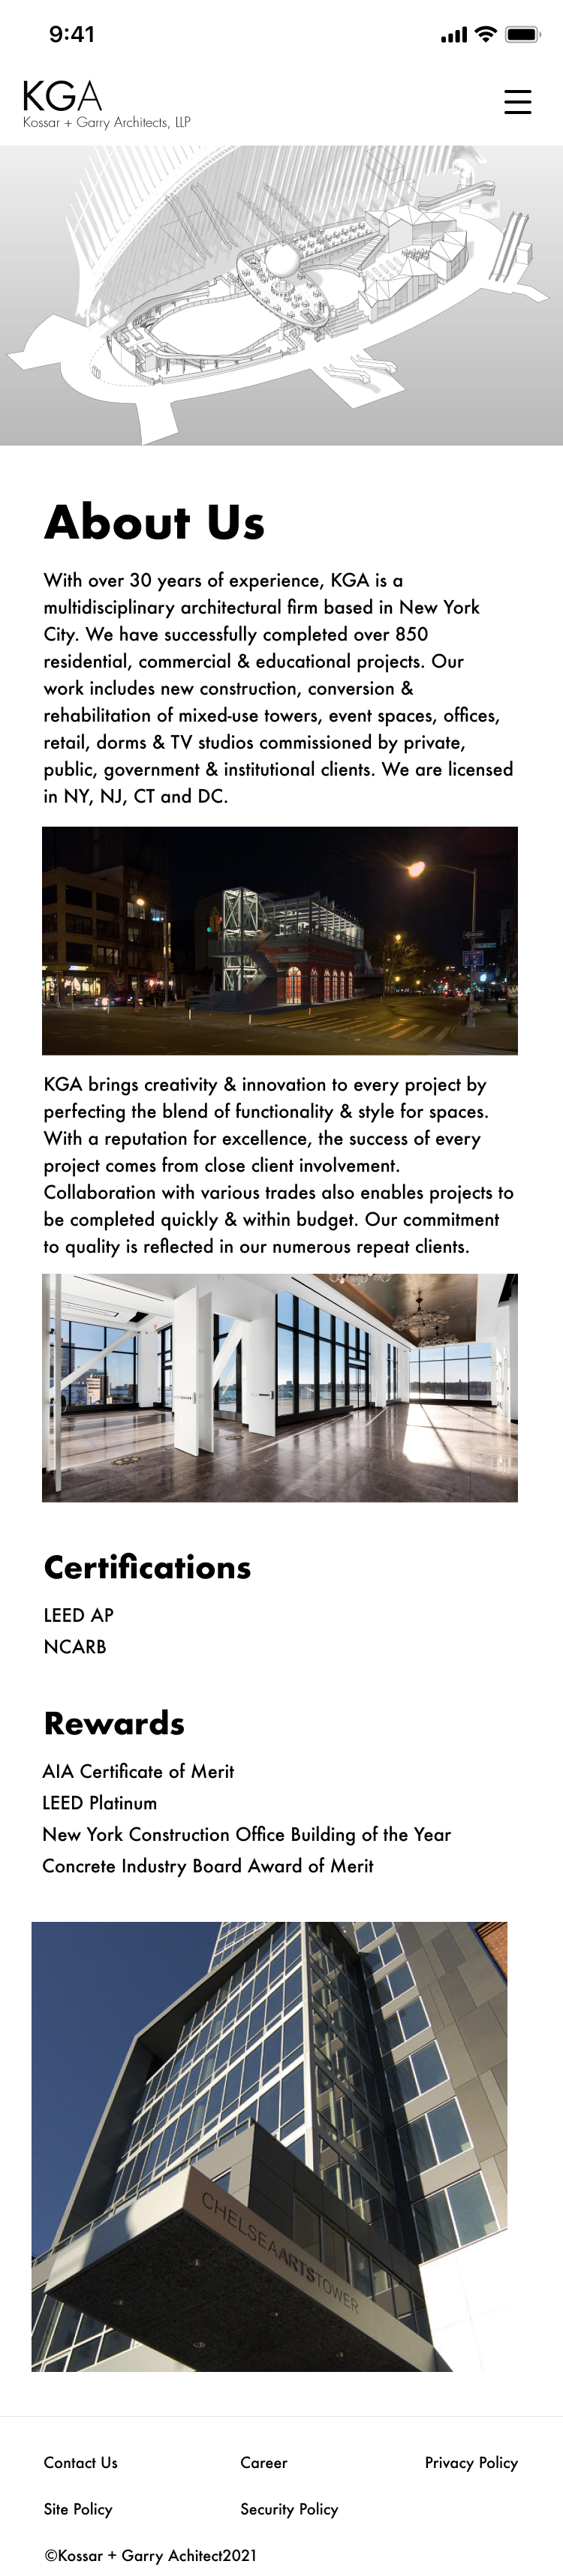 9:41
KGA
Kossar + Garry Architects, LLP
About Us
With over 30 years of experience, KGA is a
multidisciplinary architectural firm based in New York
City. We have successfully completed over 850
residential, commercial & educational projects. Our
work includes new construction, conversion &
rehabilitation of mixed-use towers, event spaces, offices,
retail, dorms & TV studios commissioned by private,
public, government & institutional clients. We are licensed
in NY, NJ, CT and DC.
KGA brings creativity & innovation to every project by
perfecting the blend of functionality & style for spaces.
With a reputation for excellence, the success of every
project comes from close client involvement.
Collaboration with various trades also enables projects to
be completed quickly & within budget. Our commitment
to quality is reflected in our numerous repeat clients.
Certifications
LEED AP
NCARB
Rewards
AIA Certificate of Merit
LEED Platinum
New York Construction Office Building of the Year
Concrete Industry Board Award of Merit
CHELSEAARTSTOWER
Contact Us
Career
Privacy Policy
Site Policy
Security Policy
©Kossar + Garry Achitect2021